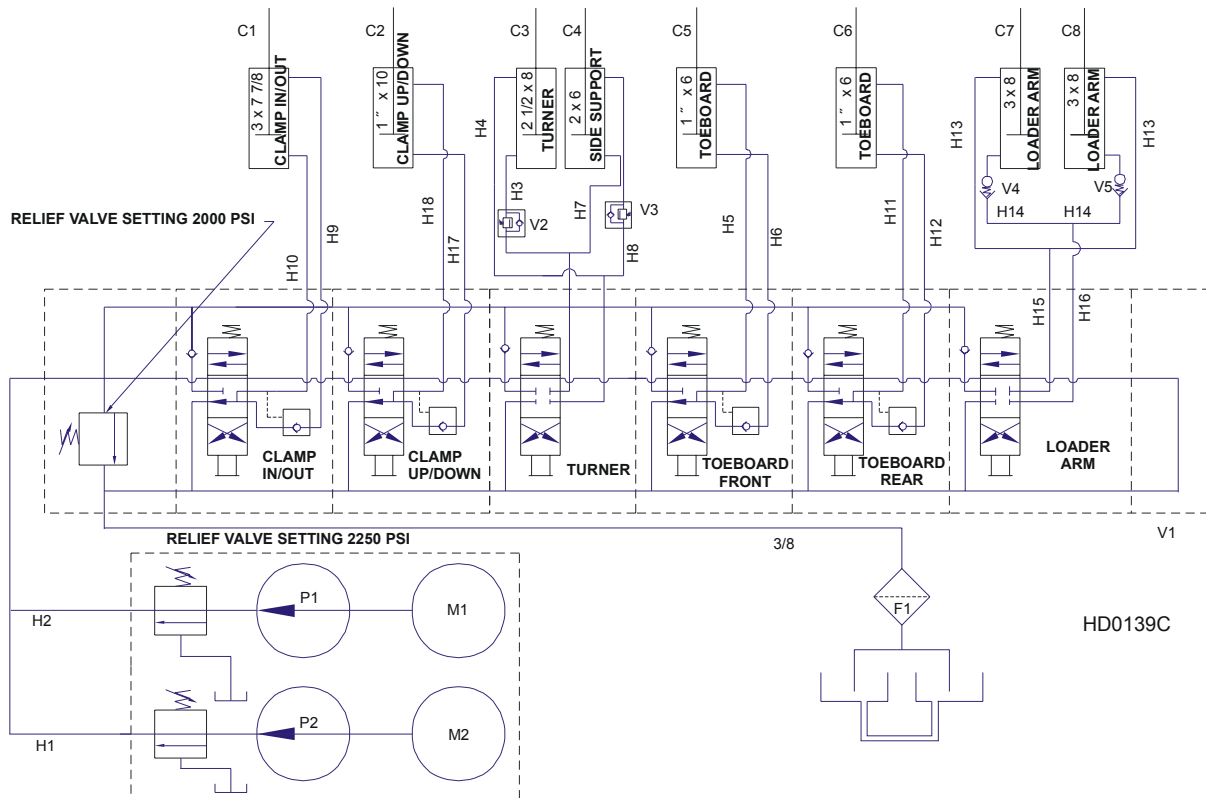 C1
C2
C3
C4
C5
C6
C7
C8
3 x 7 7/8
CLAMP IN/OUT
1 " x 10
CLAMP UP/DOWN
2 1/2 x 8
TURNER
2 x 6
SIDE SUPPORT
1 " x 6
TOEBOARD
1 " x 6
TOEBOARD
3 x 8
LOADER ARM
3 x 8
LOADER ARM
H4
H13
H13
H3
H7
V4
V5
H18
H5
H11
H14
H14
RELIEF VALVE SETTING 2000 PSI
H9
H10
H17
V2
V3
H8
H6
H12
H15
H16
CLAMP
IN/OUT
CLAMP
UP/DOWN
TURNER
TOEBOARD
FRONT
TOEBOARD
REAR
LOADER
ARM
RELIEF VALVE SETTING 2250 PSI
3/8
V1
P1
M1
H2
F1
HD0139C
P2
M2
H1